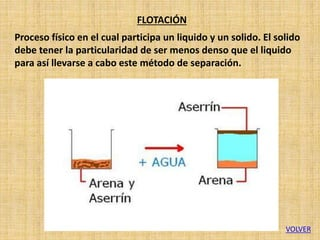 FLOTACIÓN
Proceso físico en el cual participa un liquido y un solido. El solido
debe tener la particularidad de ser menos denso que el liquido
para así llevarse a cabo este método de separación.
Aserrín
+ AGUA
Arena y
Aserrín
Arena
VOLVER